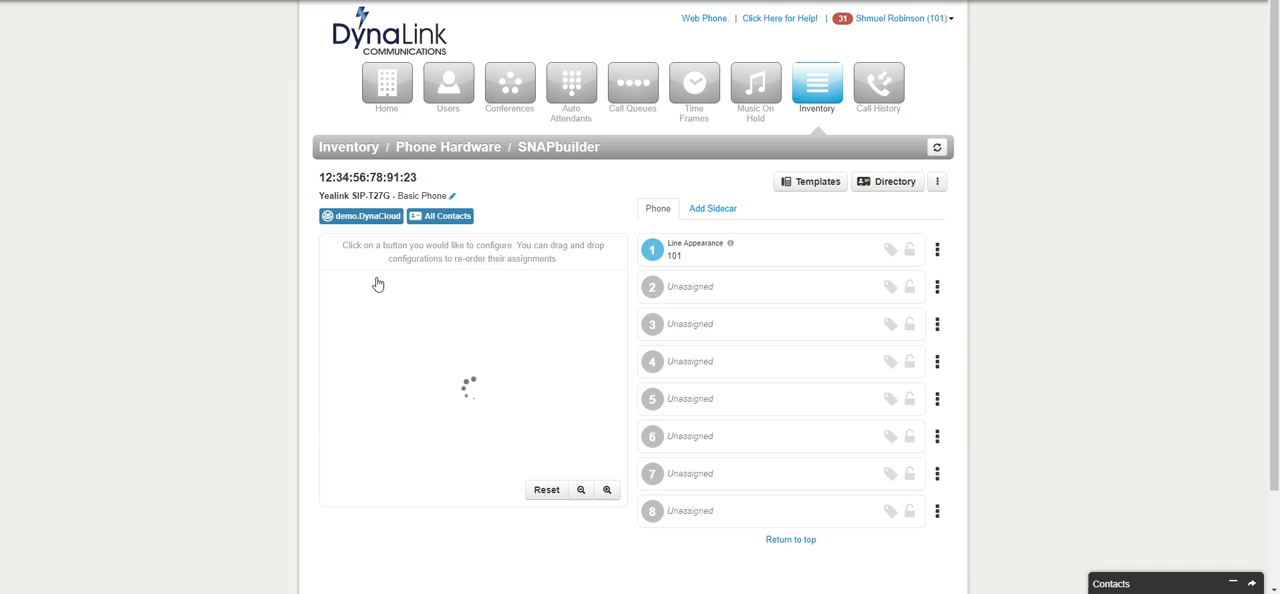 DynaLink
COMMUNICATIONS
Web Phone. | Click Here for Help! | 31 Shmuel Robinson (101)
Home
Users
Conferences
Auto
Attendants
Call Queues
Time
Frames
Music On
Hold
Inventory
Call History
Inventory / Phone Hardware / SNAPbuilder
12:34:56:78:91:23
Yealink SIP-T27G - Basic Phone
demo.DynaCloud All Contacts
Templates Directory
Phone Add Sidecar
Click on a button you would like to configure. You can drag and drop
configurations to re-order their assignments.
Reset
1 Line Appearance
101
2 Unassigned
3 Unassigned
4 Unassigned
5 Unassigned
6 Unassigned
7 Unassigned
8 Unassigned
Return to top
Contacts